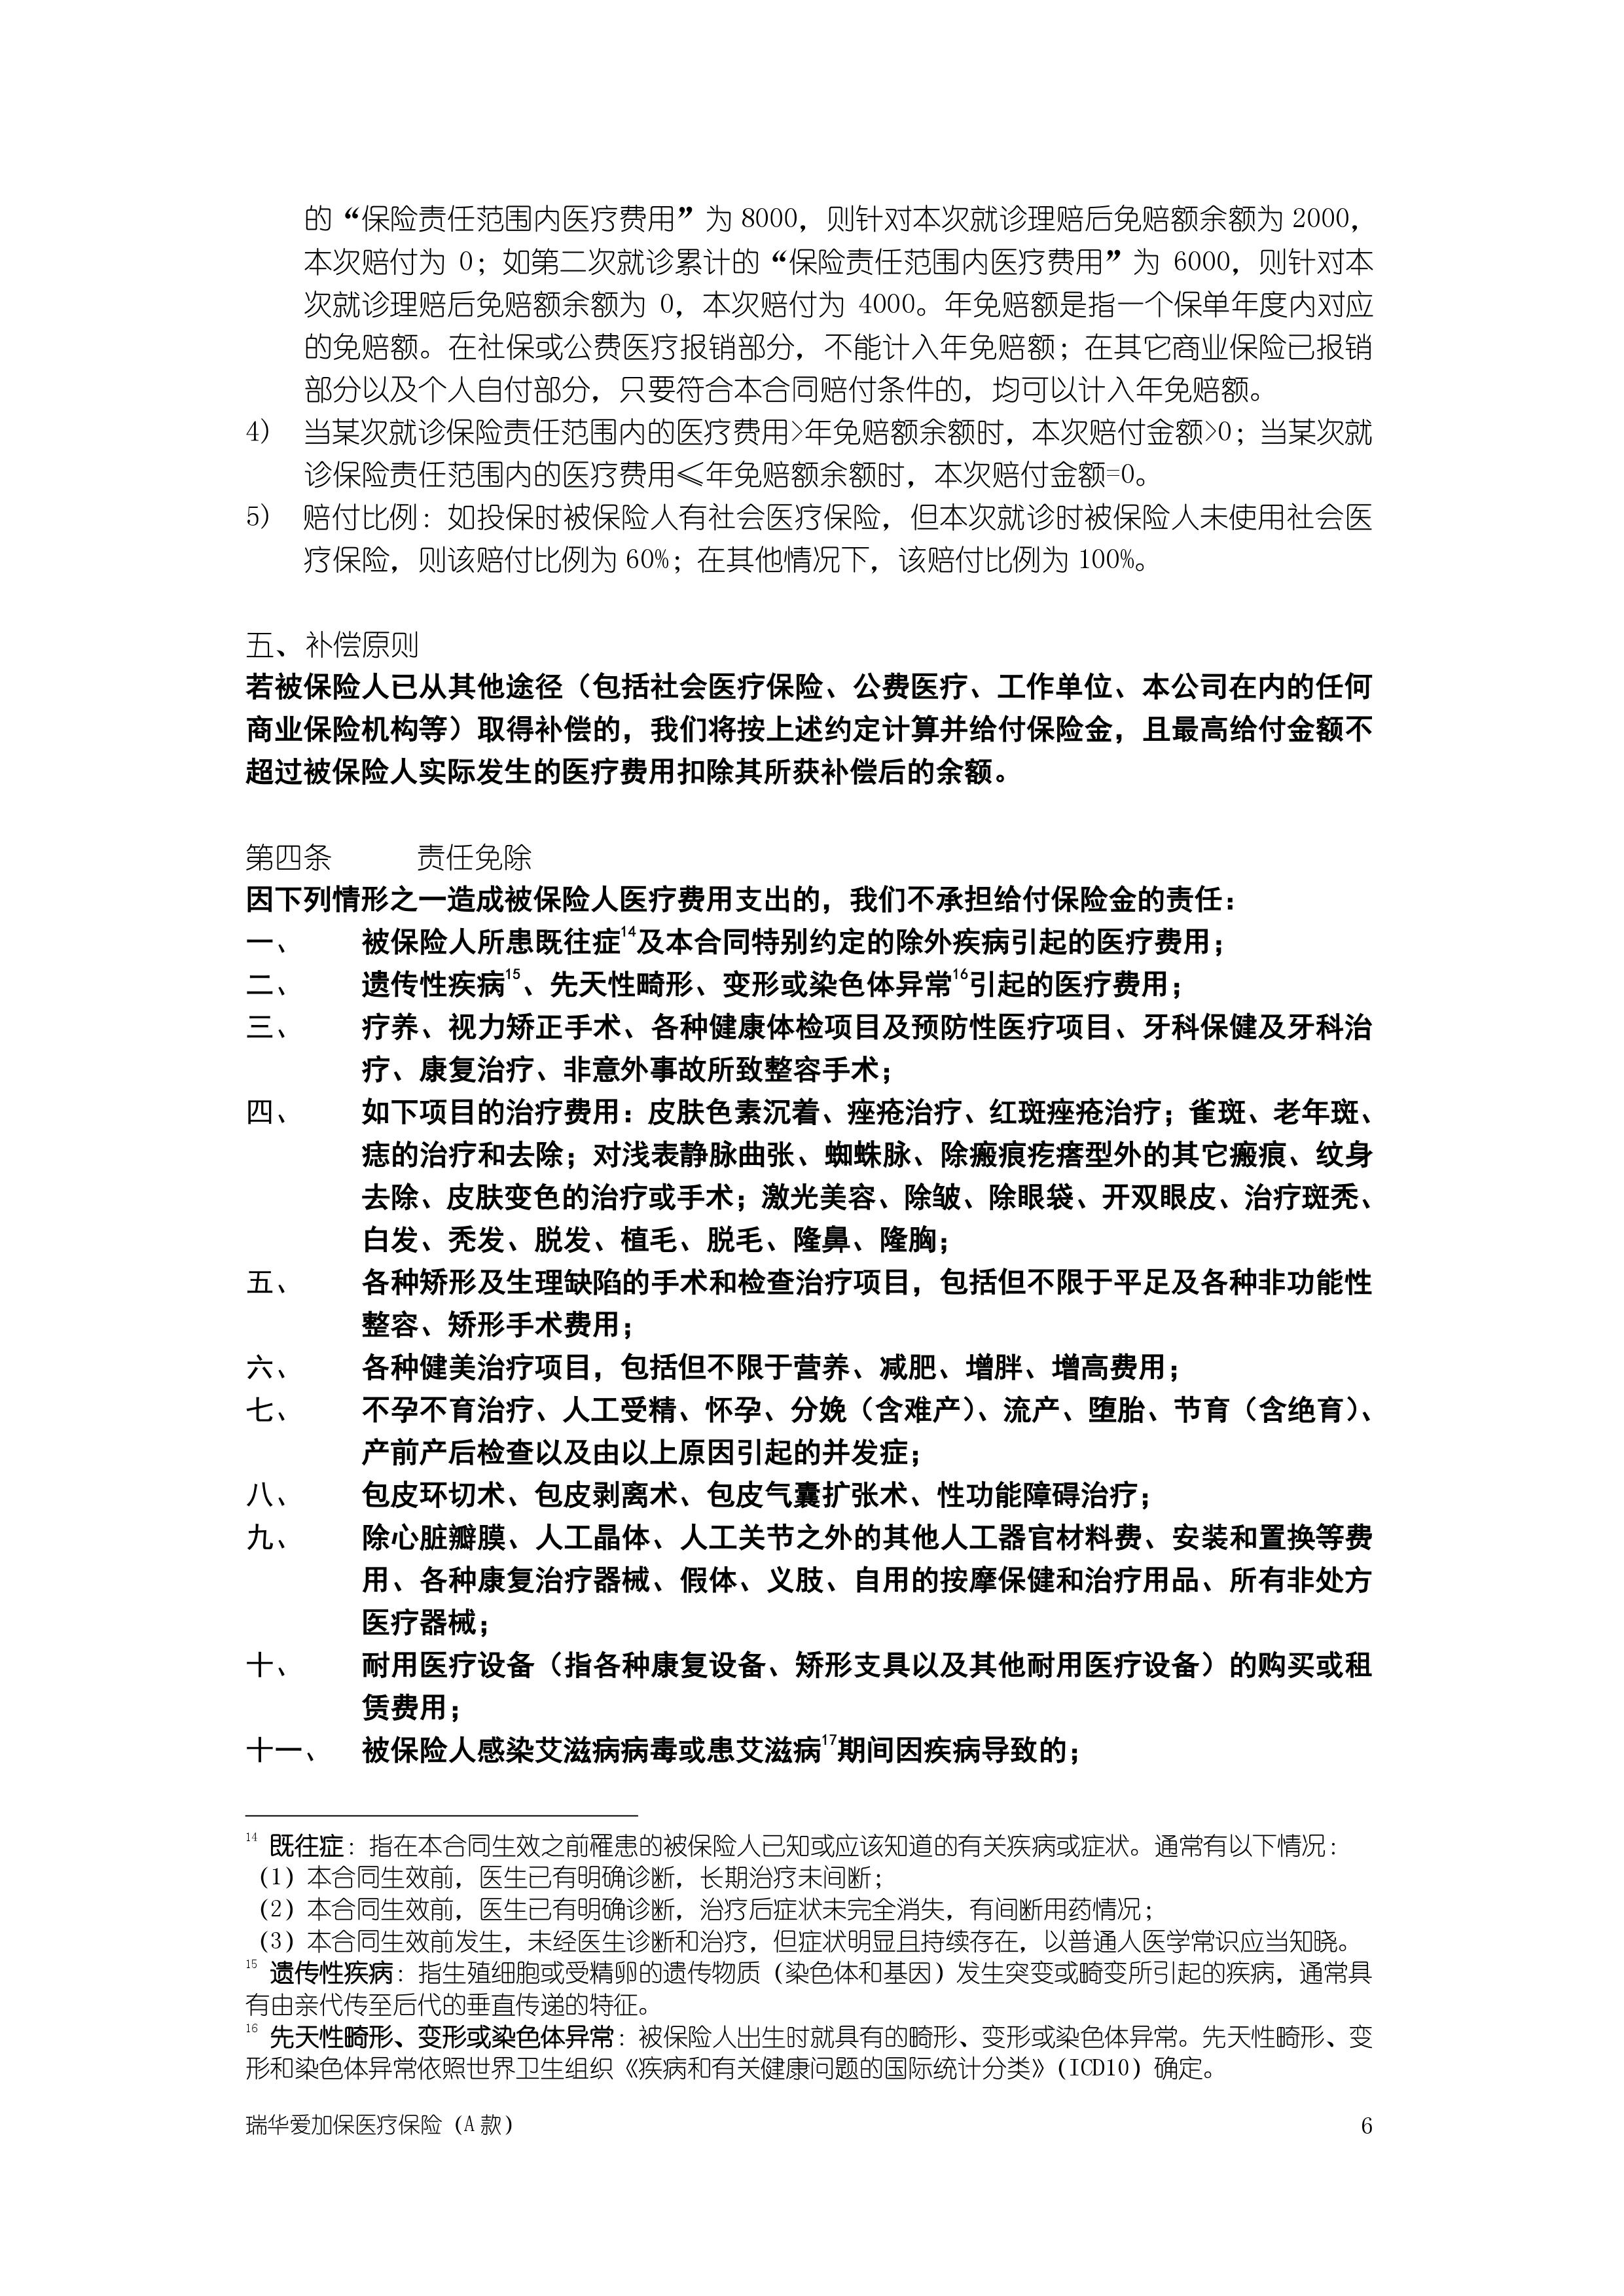 的“保险责任范围内医疗费用”为 8000，则针对本次就诊理赔后免赔额余额为 2000，
本次赔付为 0；如第二次就诊累计的“保险责任范围内医疗费用”为 6000，则针对本
次就诊理赔后免赔额余额为 0，本次赔付为 4000。年免赔额是指一个保单年度内对应
的免赔额。在社保或公费医疗报销部分，不能计入年免赔额；在其它商业保险已报销
部分以及个人自付部分，只要符合本合同赔付条件的，均可以计入年免赔额。
4） 当某次就诊保险责任范围内的医疗费用>年免赔额余额时，本次赔付金额>0；当某次就
诊保险责任范围内的医疗费用≤年免赔额余额时，本次赔付金额=0。
5） 赔付比例：如投保时被保险人有社会医疗保险，但本次就诊时被保险人未使用社会医
疗保险，则该赔付比例为 60%；在其他情况下，该赔付比例为 100%。
五、补偿原则
若被保险人已从其他途径（包括社会医疗保险、公费医疗、工作单位、本公司在内的任何
商业保险机构等）取得补偿的，我们将按上述约定计算并给付保险金，且最高给付金额不
超过被保险人实际发生的医疗费用扣除其所获补偿后的余额。
第四条 责任免除
因下列情形之一造成被保险人医疗费用支出的，我们不承担给付保险金的责任：
一、 被保险人所患既往症14及本合同特别约定的除外疾病引起的医疗费用；
二、 遗传性疾病15、先天性畸形、变形或染色体异常16引起的医疗费用；
三、 疗养、视力矫正手术、各种健康体检项目及预防性医疗项目、牙科保健及牙科治
疗、康复治疗、非意外事故所致整容手术；
四、 如下项目的治疗费用：皮肤色素沉着、痤疮治疗、红斑痤疮治疗；雀斑、老年斑、
痣的治疗和去除；对浅表静脉曲张、蜘蛛脉、除瘢痕疙瘩型外的其它瘢痕、纹身
去除、皮肤变色的治疗或手术；激光美容、除皱、除眼袋、开双眼皮、治疗斑秃、
白发、秃发、脱发、植毛、脱毛、隆鼻、隆胸；
五、 各种矫形及生理缺陷的手术和检查治疗项目，包括但不限于平足及各种非功能性
整容、矫形手术费用；
六、 各种健美治疗项目，包括但不限于营养、减肥、增胖、增高费用；
七、 不孕不育治疗、人工受精、怀孕、分娩（含难产）、流产、堕胎、节育（含绝育）、
产前产后检查以及由以上原因引起的并发症；
八、 包皮环切术、包皮剥离术、包皮气囊扩张术、性功能障碍治疗；
九、 除心脏瓣膜、人工晶体、人工关节之外的其他人工器官材料费、安装和置换等费
用、各种康复治疗器械、假体、义肢、自用的按摩保健和治疗用品、所有非处方
医疗器械；
十、 耐用医疗设备（指各种康复设备、矫形支具以及其他耐用医疗设备）的购买或租
赁费用；
十一、 被保险人感染艾滋病病毒或患艾滋病17期间因疾病导致的；
14 既往症：指在本合同生效之前罹患的被保险人已知或应该知道的有关疾病或症状。通常有以下情况：
（1）本合同生效前，医生已有明确诊断，长期治疗未间断；
（2）本合同生效前，医生已有明确诊断，治疗后症状未完全消失，有间断用药情况；
（3）本合同生效前发生，未经医生诊断和治疗，但症状明显且持续存在，以普通人医学常识应当知晓。
15 遗传性疾病：指生殖细胞或受精卵的遗传物质（染色体和基因）发生突变或畸变所引起的疾病，通常具
有由亲代传至后代的垂直传递的特征。
16 先天性畸形、变形或染色体异常：被保险人出生时就具有的畸形、变形或染色体异常。先天性畸形、变
形和染色体异常依照世界卫生组织《疾病和有关健康问题的国际统计分类》（ICD10）确定。
瑞华爱加保医疗保险（A 款） 6